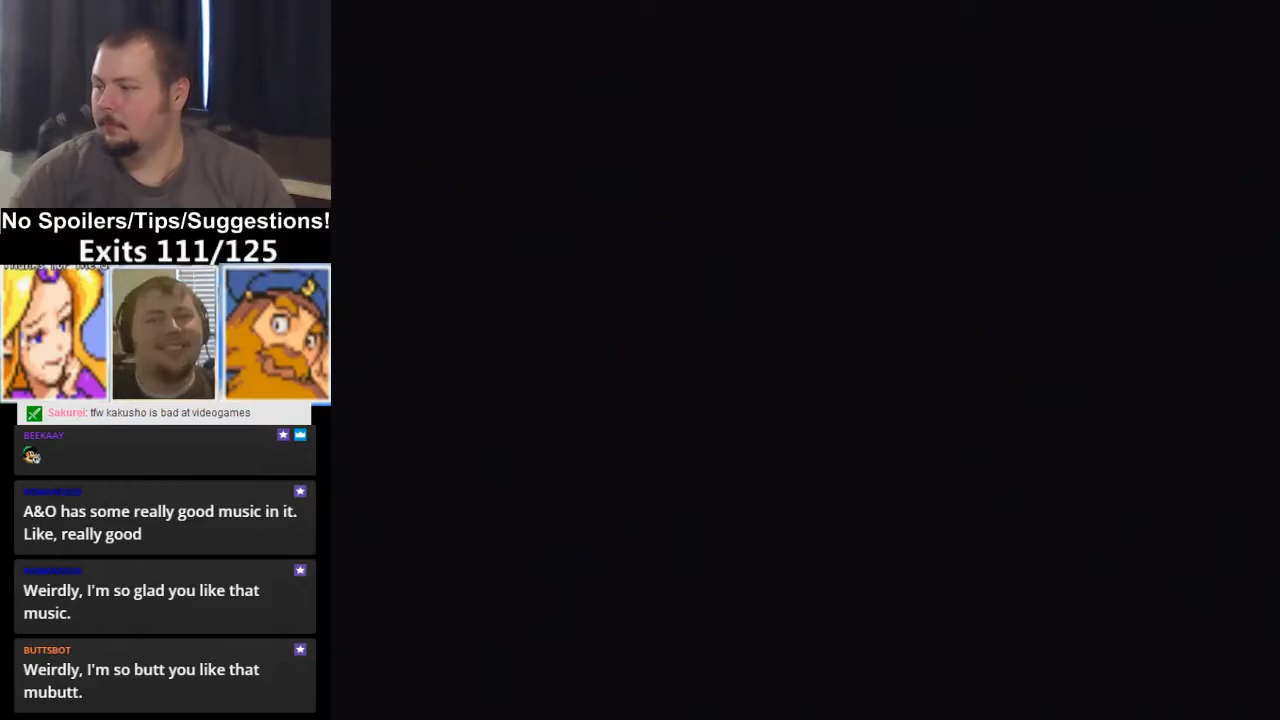 No Spoilers/Tips/Suggestions!
Exits 111/125
Sakurei: tfw kakusho is bad at videogames
BEEKAAY
A&O has some really good music in it.
Like, really good
Weirdly, I'm so glad you like that
music.
BUTTSBOT
Weirdly, I'm so butt you like that
mubutt.